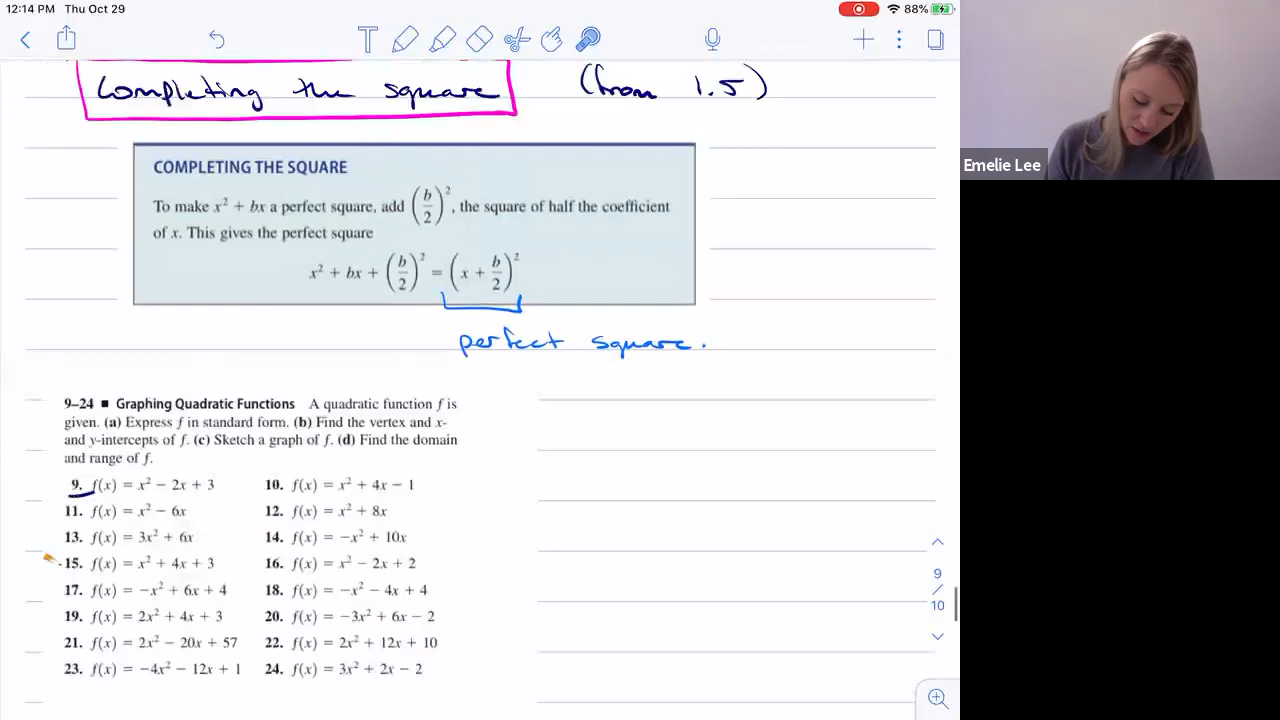 12:14 PM Thu Oct 29
88%
Completing the square (from 1.5)
Emelie Lee
COMPLETING THE SQUARE
To make x² + bx a perfect square, add (b/2)², the square of half the coefficient
of x. This gives the perfect square
x² + bx + (b/2)² = (x + b/2)²
perfect square.
9–24 ■ Graphing Quadratic Functions A quadratic function f is
given. (a) Express f in standard form. (b) Find the vertex and x-
and y-intercepts of f. (c) Sketch a graph of f. (d) Find the domain
and range of f.
9. f(x) = x² − 2x + 3 10. f(x) = x² + 4x − 1
11. f(x) = x² − 6x 12. f(x) = x² + 8x
13. f(x) = 3x² + 6x 14. f(x) = −x² + 10x
15. f(x) = x² + 4x + 3 16. f(x) = x² − 2x + 2
17. f(x) = −x² + 6x + 4 18. f(x) = −x² − 4x + 4
19. f(x) = 2x² + 4x + 3 20. f(x) = −3x² + 6x − 2
21. f(x) = 2x² − 20x + 57 22. f(x) = 2x² + 12x + 10
23. f(x) = −4x² − 12x + 1 24. f(x) = 3x² + 2x − 2
9
/
10